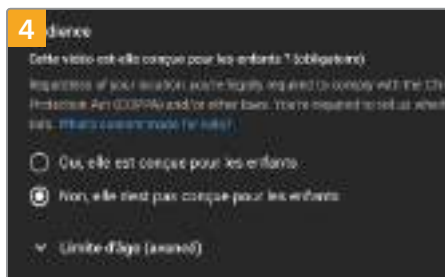 4
dience
Cette vidéo est-elle conçue pour les enfants ? (obligatoire)
Regardless of your location, you're legally required to comply with the Chi
Protection Act (COPPA) and/or other laws. You're required to tell us whe
kids. What's content made for kids?
Oui, elle est conçue pour les enfants
Non, elle n'est pas conçue pour les enfants
Limite d'âge (avancé)